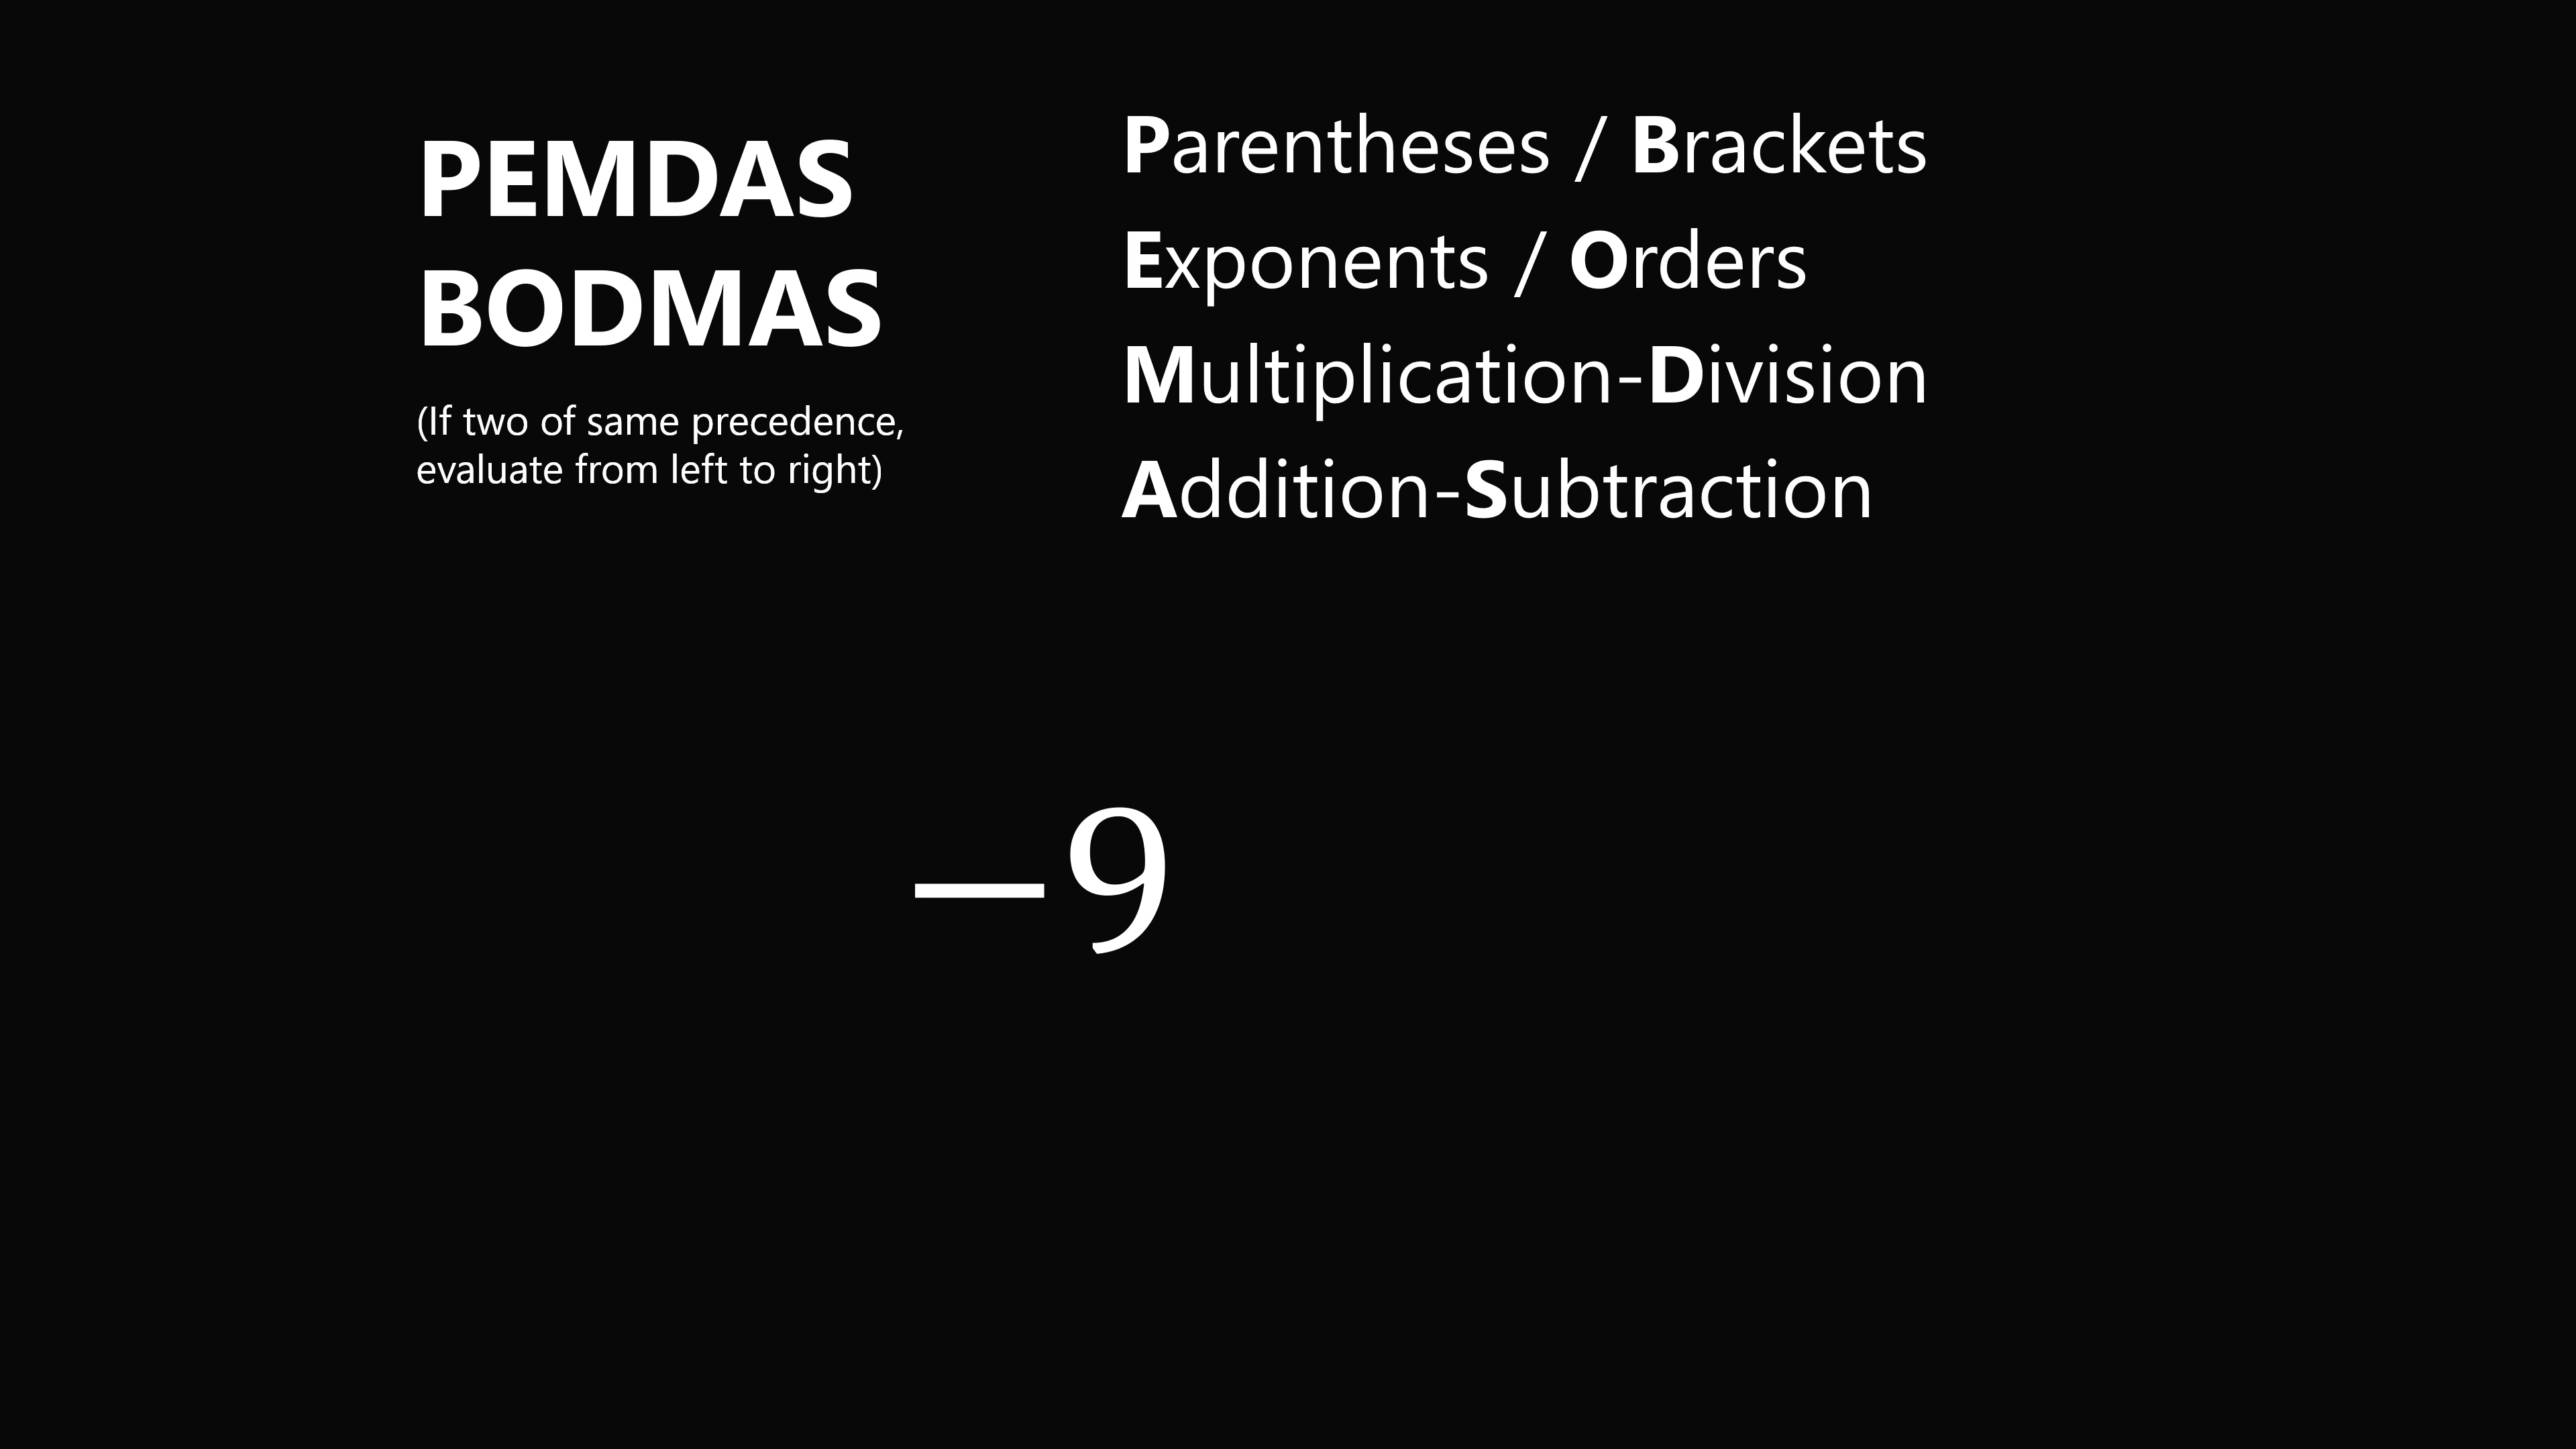 PEMDAS
BODMAS
(If two of same precedence,
evaluate from left to right)
Parentheses / Brackets
Exponents / Orders
Multiplication-Division
Addition-Subtraction
−9